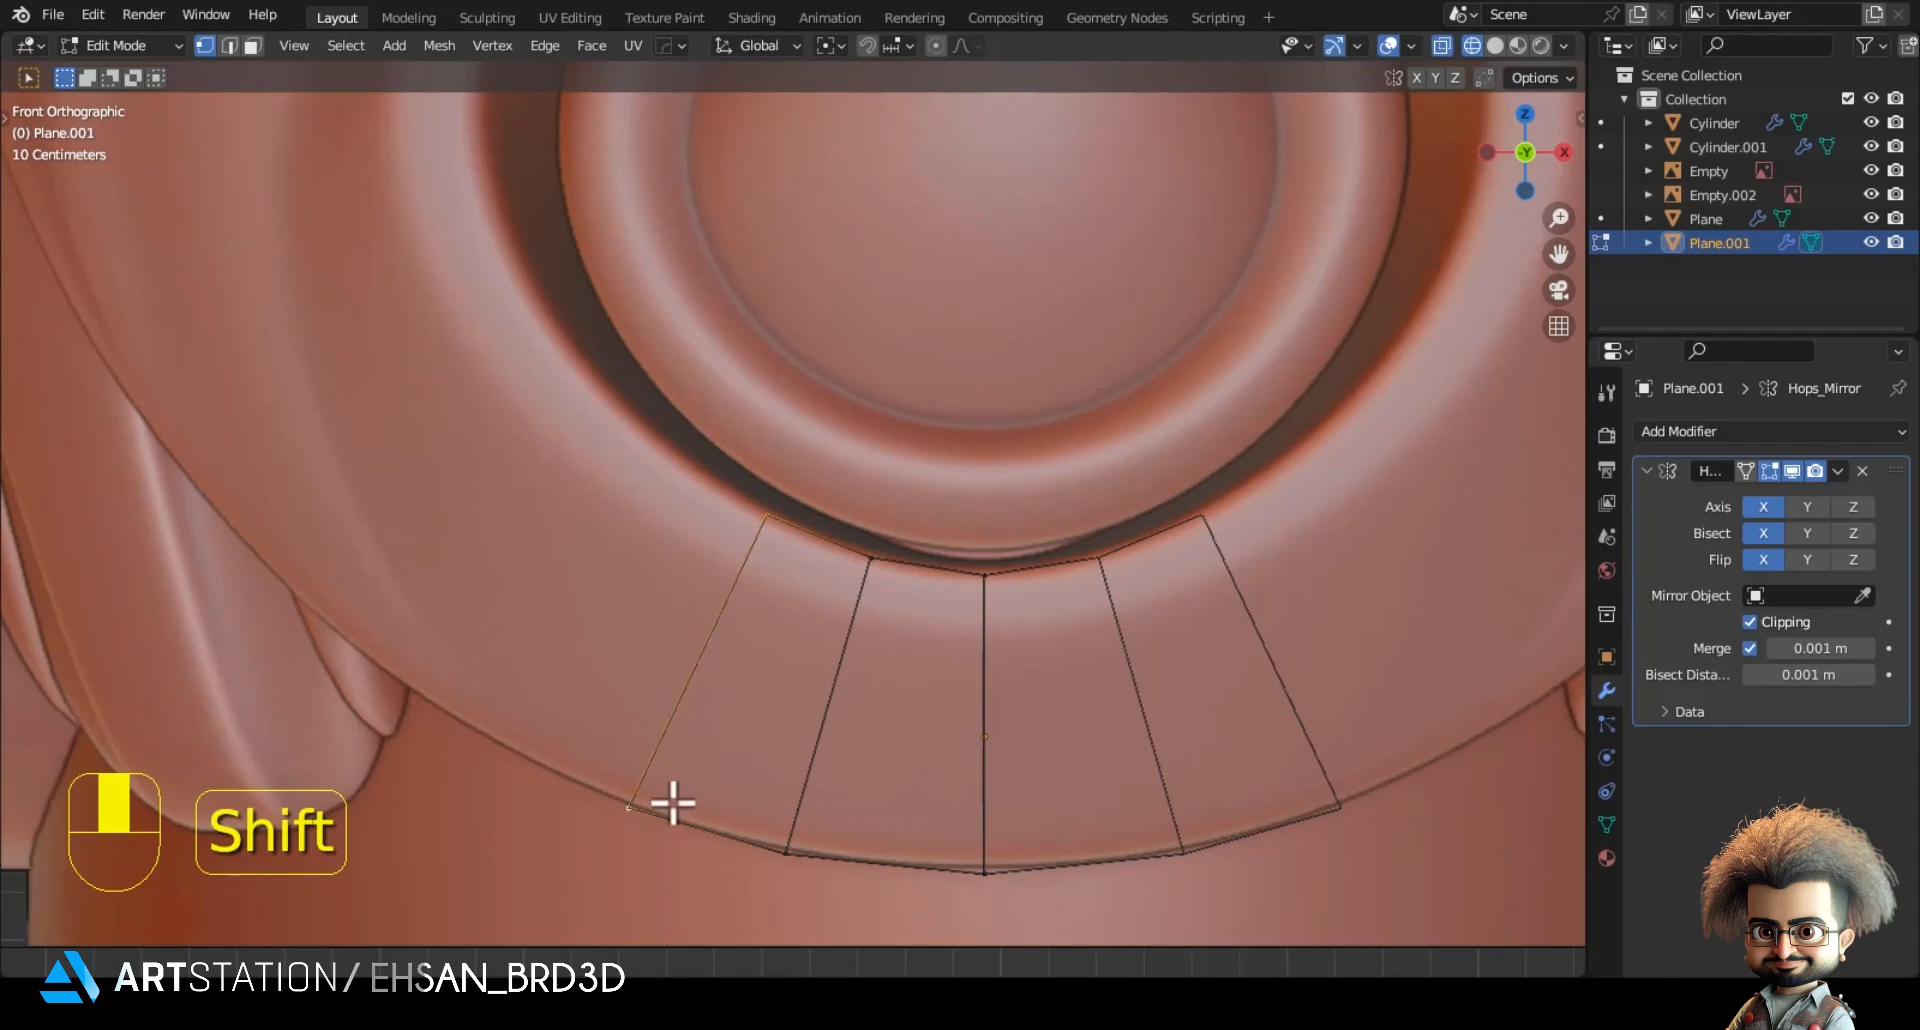 File Edit Render Window Help Layout Modeling Sculpting UV Editing Texture Paint Shading Animation Rendering Compositing Geometry Nodes Scripting + Scene ViewLayer
Edit Mode View Select Add Mesh Vertex Edge Face UV Global
X Y Z Options
Front Orthographic
(0) Plane.001
10 Centimeters
Z
-Y X
Scene Collection
Collection
Cylinder
Cylinder.001
Empty
Empty.002
Plane
Plane.001
Plane.001 > Hops_Mirror
Add Modifier
H...
Axis X Y Z
Bisect X Y Z
Flip X Y Z
Mirror Object
Clipping
Merge 0.001 m
Bisect Dista... 0.001 m
Data
Shift
ARTSTATION/ EHSAN_BRD3D